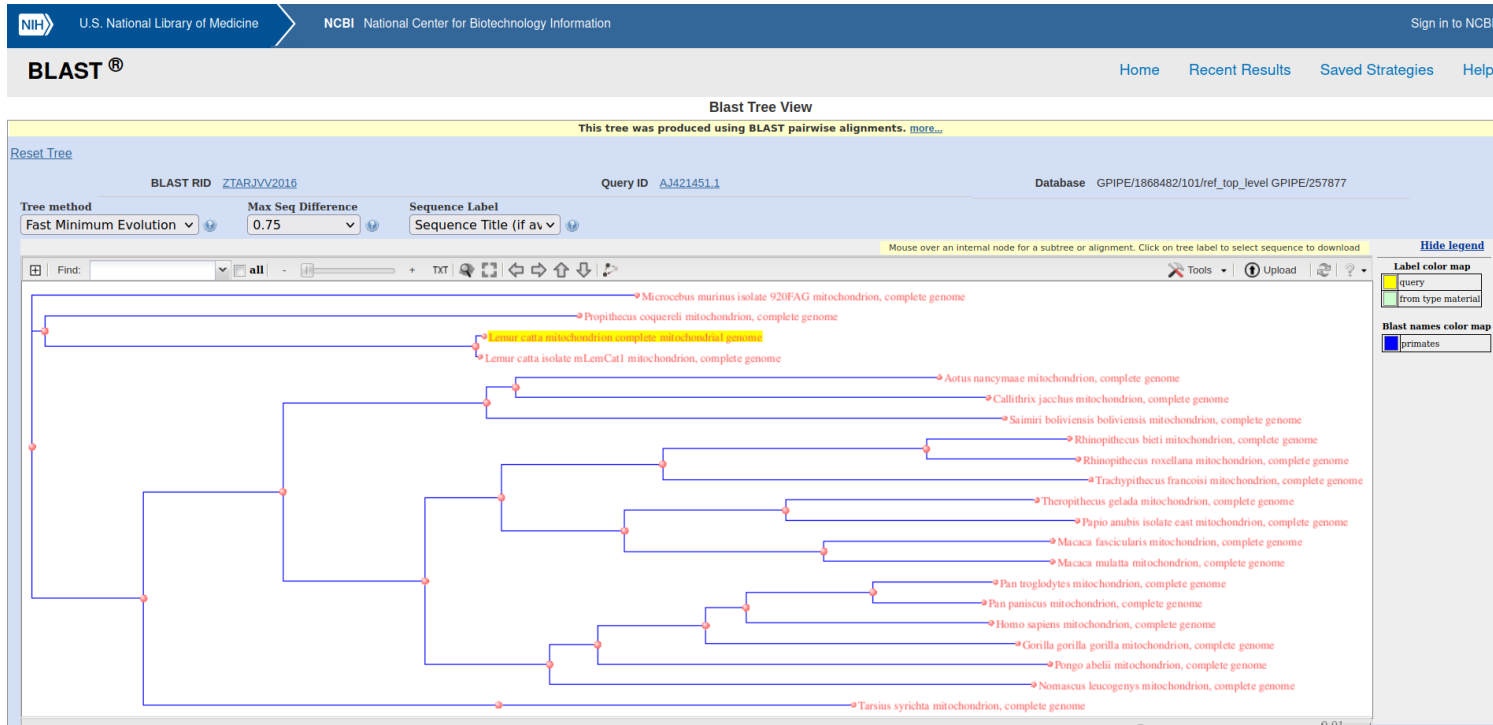 NIH U.S. National Library of Medicine NCBI National Center for Biotechnology Information Sign in to NCBI
BLAST ® Home Recent Results Saved Strategies Help
Blast Tree View
This tree was produced using BLAST pairwise alignments. more...
Reset Tree
BLAST RID ZTARJVV2016 Query ID AJ421451.1 Database GPIPE/1868482/101/ref_top_level GPIPE/257877
Tree method Max Seq Difference Sequence Label
Fast Minimum Evolution 0.75 Sequence Title (if av
Mouse over an internal node for a subtree or alignment. Click on tree label to select sequence to download Hide legend
Find: all - + TXT Tools Upload ?
Label color map
query
from type material
Blast names color map
primates
Microcebus murinus isolate 920FAG mitochondrion, complete genome
Propithecus coquereli mitochondrion, complete genome
Lemur catta mitochondrion complete mitochondrial genome
Lemur catta isolate mLemCat1 mitochondrion, complete genome
Aotus nancymaae mitochondrion, complete genome
Callithrix jacchus mitochondrion, complete genome
Saimiri boliviensis boliviensis mitochondrion, complete genome
Rhinopithecus bieti mitochondrion, complete genome
Rhinopithecus roxellana mitochondrion, complete genome
Trachypithecus francoisi mitochondrion, complete genome
Theropithecus gelada mitochondrion, complete genome
Papio anubis isolate east mitochondrion, complete genome
Macaca fascicularis mitochondrion, complete genome
Macaca mulatta mitochondrion, complete genome
Pan troglodytes mitochondrion, complete genome
Pan paniscus mitochondrion, complete genome
Homo sapiens mitochondrion, complete genome
Gorilla gorilla gorilla mitochondrion, complete genome
Pongo abelii mitochondrion, complete genome
Nomascus leucogenys mitochondrion, complete genome
Tarsius syrichta mitochondrion, complete genome